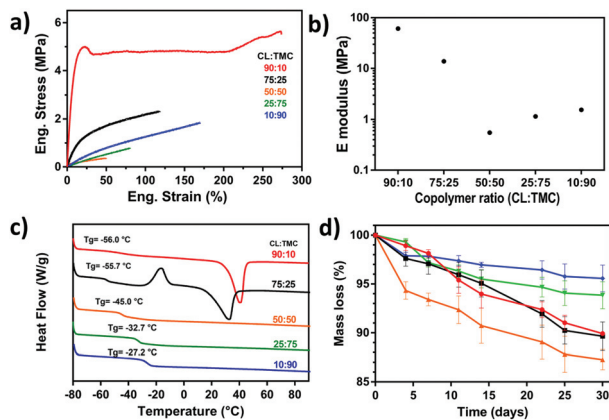 a)
Eng. Stress (MPa)
6
4
2
0
0 50 100 150 200 250 300
Eng. Strain (%)
CL:TMC
90:10
75:25
50:50
25:75
10:90
b)
E modulus (MPa)
100
10
1
0.1
90:10 75:25 50:50 25:75 10:90
Copolymer ratio (CL:TMC)
c)
Heat Flow (W/g)
Tg= -56.0 °C
Tg= -55.7 °C
Tg= -45.0 °C
Tg= -32.7 °C
Tg= -27.2 °C
CL:TMC
90:10
75:25
50:50
25:75
10:90
-80 -60 -40 -20 0 20 40 60 80
Temperature (°C)
d)
Mass loss (%)
100
95
90
85
0 5 10 15 20 25 30
Time (days)